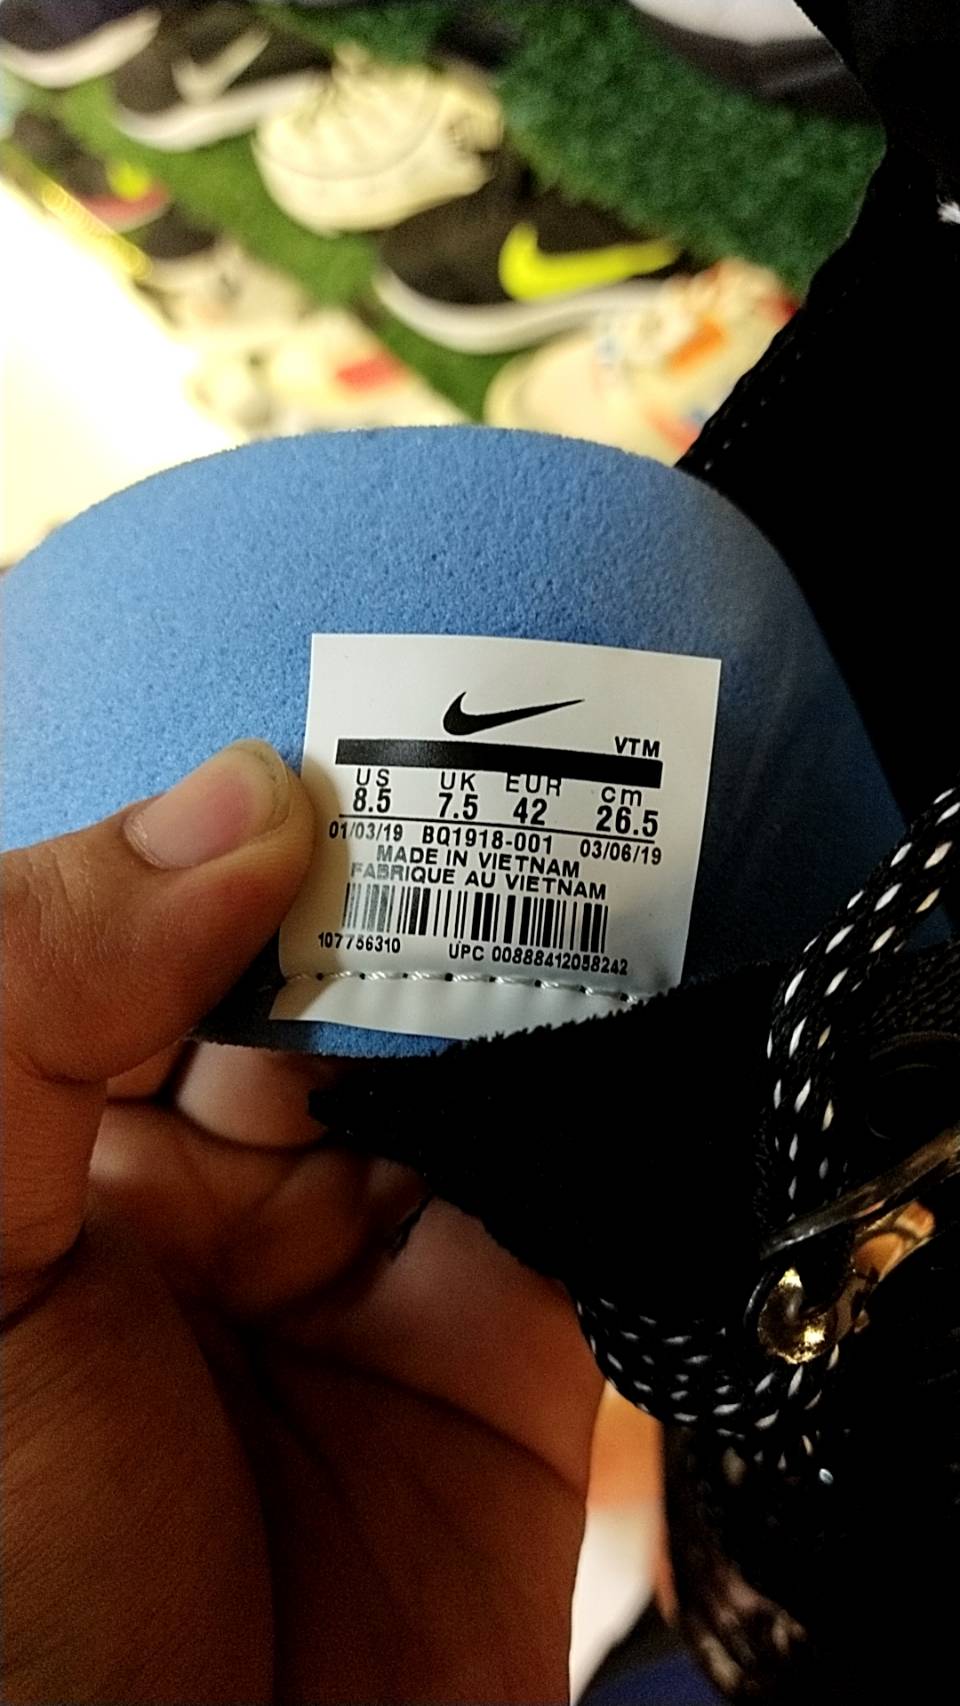 VTM
US UK EUR cm
8.5 7.5 42 26.5
01/03/19 BQ1918-001 03/06/19
MADE IN VIETNAM
FABRIQUE AU VIETNAM
107756310 UPC 00888412058242